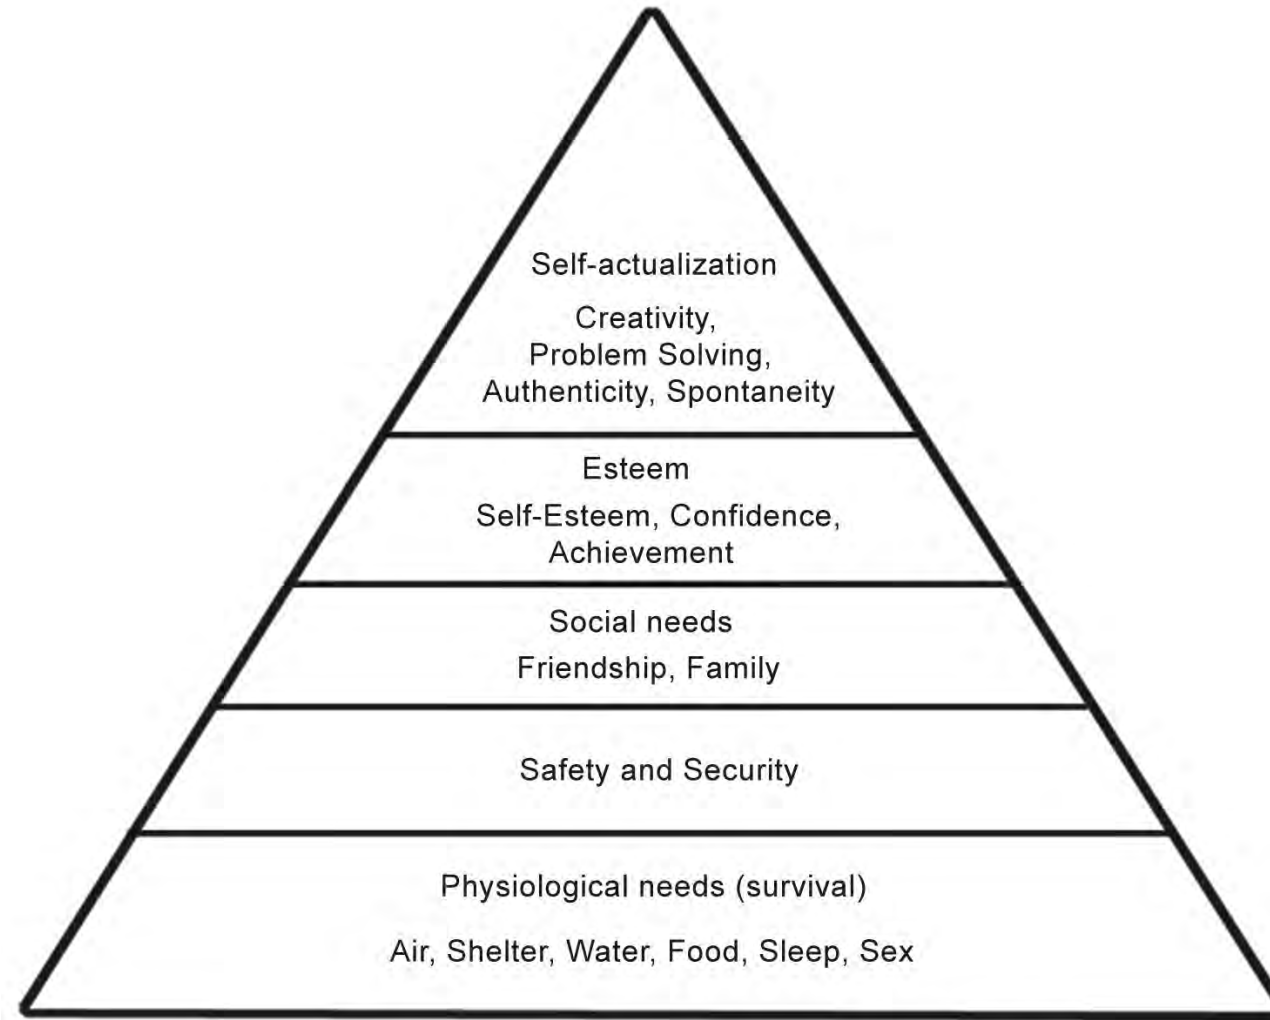 Self-actualization
Creativity,
Problem Solving,
Authenticity, Spontaneity
Esteem
Self-Esteem, Confidence,
Achievement
Social needs
Friendship, Family
Safety and Security
Physiological needs (survival)
Air, Shelter, Water, Food, Sleep, Sex